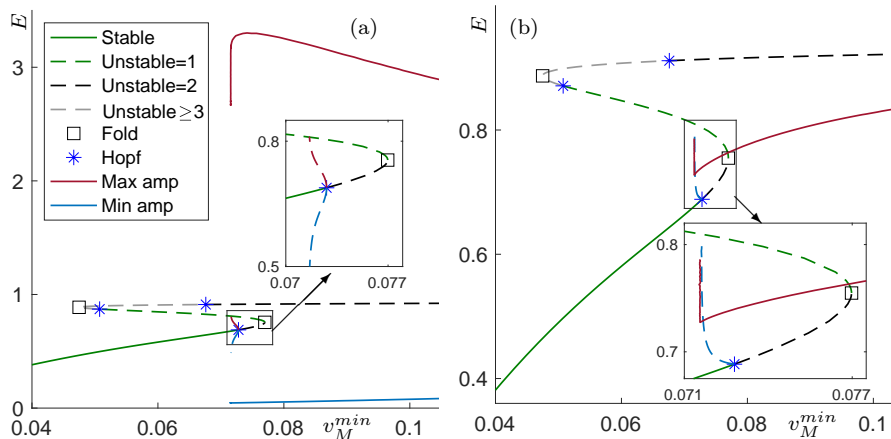 E
(a)
3
2
1
0
Stable
Unstable=1
Unstable=2
Unstable≥3
Fold
Hopf
Max amp
Min amp
0.8
0.5
0.07
0.077
0.04
0.06
0.08
0.1
v_M^{min}
E
(b)
0.8
0.6
0.4
0.8
0.7
0.071
0.077
0.04
0.06
0.08
0.1
v_M^{min}